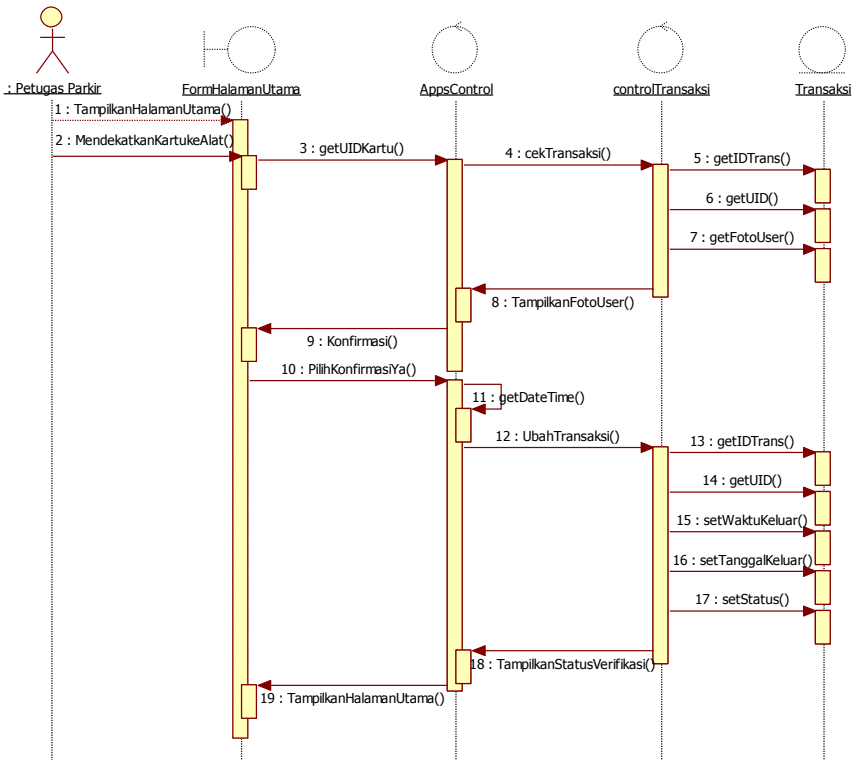 : Petugas Parkir
FormHalamanUtama
AppsControl
controlTransaksi
Transaksi
1 : TampilkanHalamanUtama()
2 : MendekatkanKartukeAlat()
3 : getUIDKartu()
4 : cekTransaksi()
5 : getIDTrans()
6 : getUID()
7 : getFotoUser()
8 : TampilkanFotoUser()
9 : Konfirmasi()
10 : PilihKonfirmasiYa()
11 : getDateTime()
12 : UbahTransaksi()
13 : getIDTrans()
14 : getUID()
15 : setWaktuKeluar()
16 : setTanggalKeluar()
17 : setStatus()
18 : TampilkanStatusVerifikasi()
19 : TampilkanHalamanUtama()